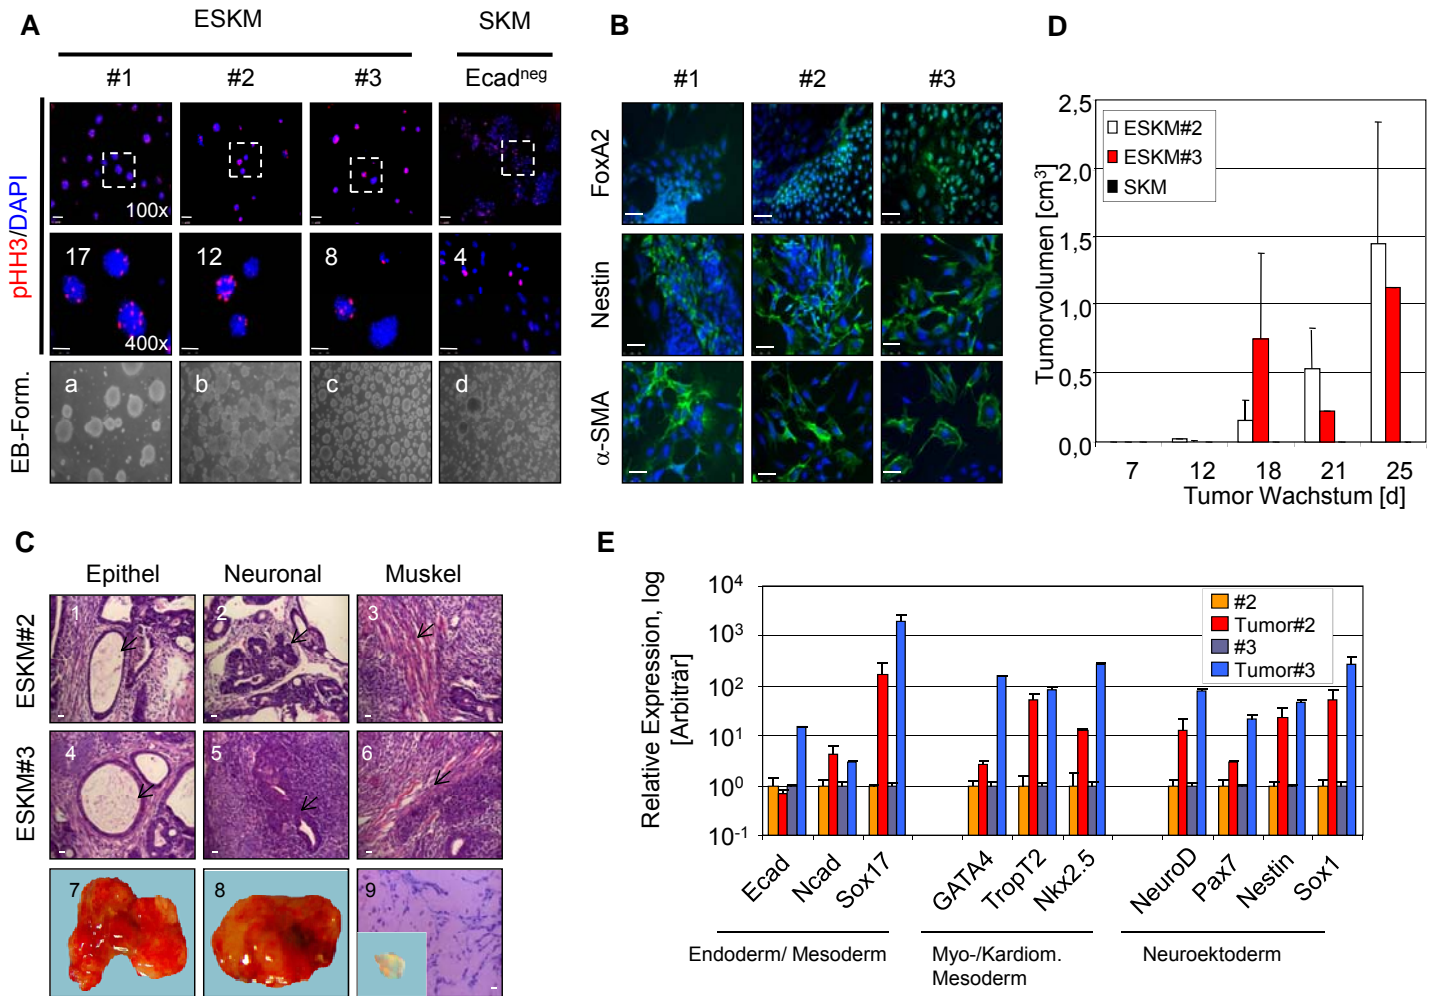 A
ESKM
SKM
#1 #2 #3 Ecadneg
pHH3/DAPI
100x
17 12 8 4
400x
EB-Form.
a b c d
B
#1 #2 #3
FoxA2
Nestin
α-SMA
D
Tumorvolumen [cm³]
2,5
2,0
1,5
1,0
0,5
0,0
ESKM#2
ESKM#3
SKM
7 12 18 21 25
Tumor Wachstum [d]
C
Epithel Neuronal Muskel
ESKM#2
1 2 3
ESKM#3
4 5 6
7 8 9
E
Relative Expression, log
[Arbiträr]
10⁴
10³
10²
10¹
10⁰
10⁻¹
#2
Tumor#2
#3
Tumor#3
Ecad Ncad Sox17 GATA4 TropT2 Nkx2.5 NeuroD Pax7 Nestin Sox1
Endoderm/ Mesoderm
Myo-/Kardiom.
Mesoderm
Neuroektoderm